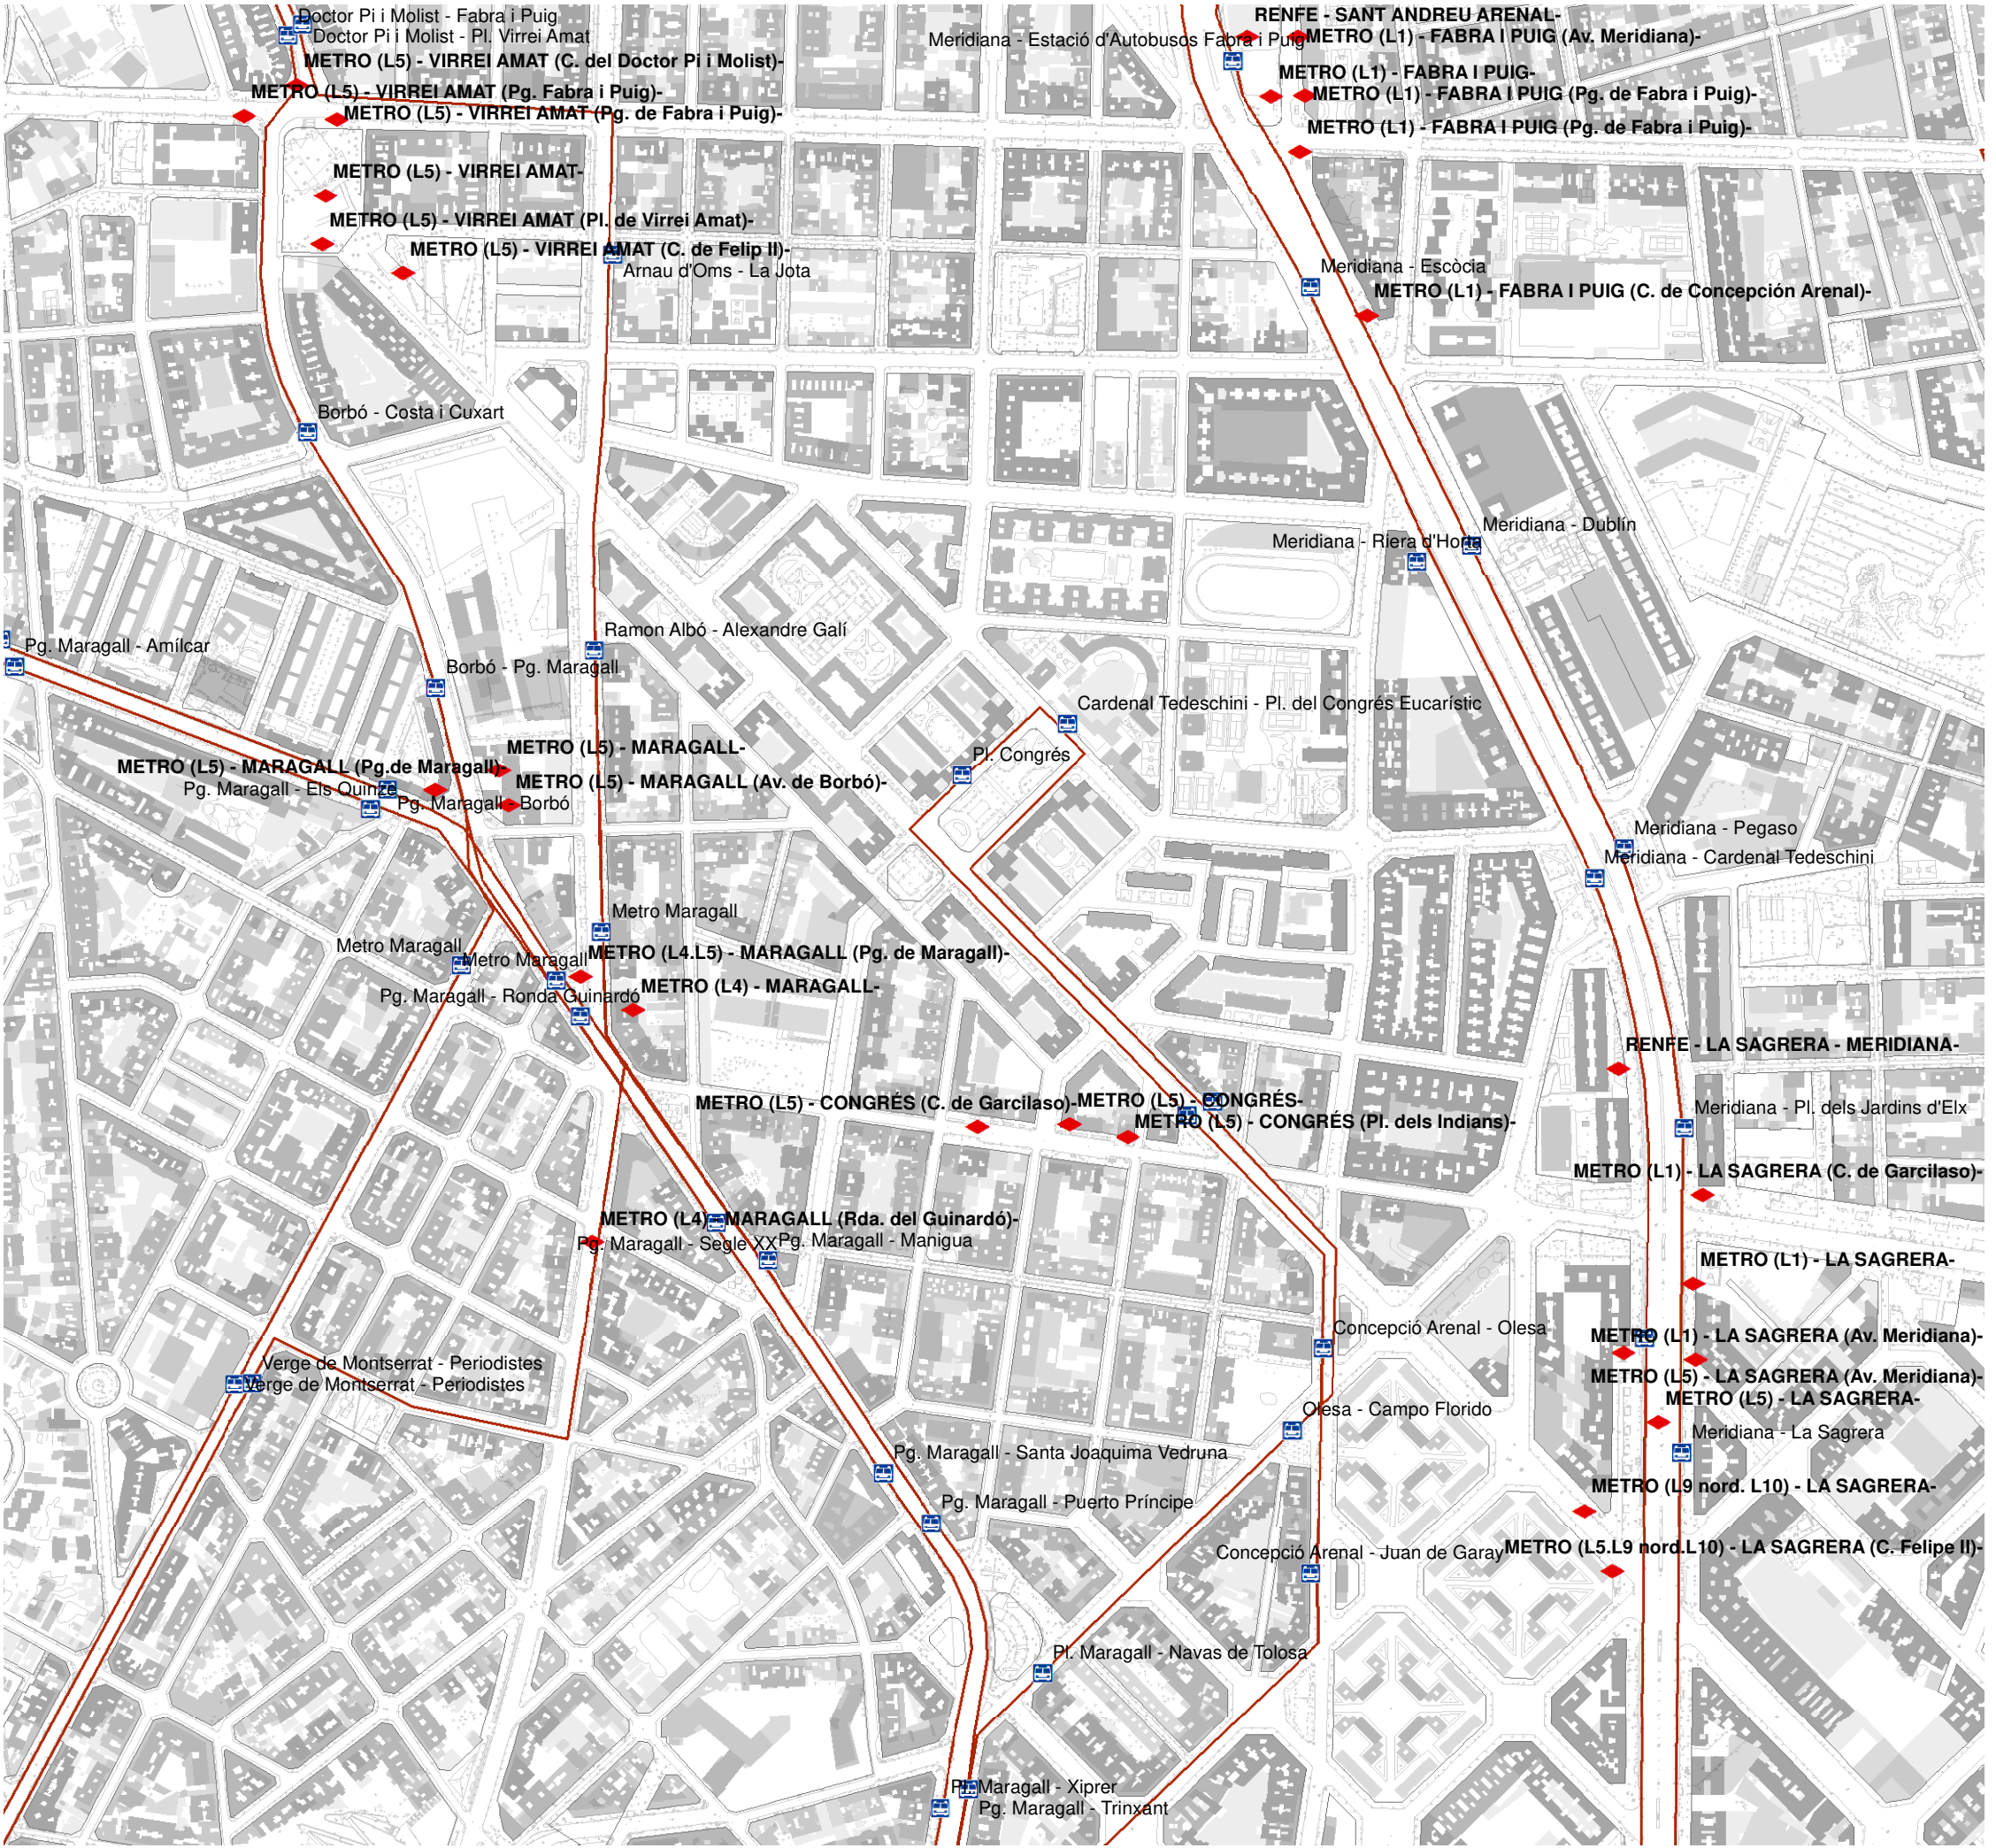 Doctor Pi i Molist - Fabra i Puig
Doctor Pi i Molist - Pl. Virrei Amat
METRO (L5) - VIRREI AMAT (C. del Doctor Pi i Molist)-
METRO (L5) - VIRREI AMAT (Pg. Fabra i Puig)-
METRO (L5) - VIRREI AMAT (Pg. de Fabra i Puig)-
METRO (L5) - VIRREI AMAT-
METRO (L5) - VIRREI AMAT (Pl. de Virrei Amat)-
METRO (L5) - VIRREI AMAT (C. de Felip II)-
Arnau d'Oms - La Jota
RENFE - SANT ANDREU ARENAL-
METRO (L1) - FABRA I PUIG (Av. Meridiana)-
Meridiana - Estació d'Autobusos Fabra i Puig
METRO (L1) - FABRA I PUIG-
METRO (L1) - FABRA I PUIG (Pg. de Fabra i Puig)-
METRO (L1) - FABRA I PUIG (Pg. de Fabra i Puig)-
Meridiana - Escòcia
METRO (L1) - FABRA I PUIG (C. de Concepción Arenal)-
Borbó - Costa i Cuxart
Meridiana - Dublín
Meridiana - Riera d'Horta
Ramon Albó - Alexandre Galí
Pg. Maragall - Amílcar
Borbó - Pg. Maragall
Cardenal Tedeschini - Pl. del Congrés Eucarístic
Pl. Congrés
METRO (L5) - MARAGALL-
METRO (L5) - MARAGALL (Pg.de Maragall)-
METRO (L5) - MARAGALL (Av. de Borbó)-
Pg. Maragall - Els Quinze
Pg. Maragall - Borbó
Meridiana - Pegaso
Meridiana - Cardenal Tedeschini
Metro Maragall
Metro Maragall
Metro Maragall
METRO (L4.L5) - MARAGALL (Pg. de Maragall)-
METRO (L4) - MARAGALL-
Pg. Maragall - Ronda Guinardó
RENFE - LA SAGRERA - MERIDIANA-
METRO (L5) - CONGRÉS (C. de Garcilaso)-
METRO (L5) - CONGRÉS-
METRO (L5) - CONGRÉS (Pl. dels Indians)-
Meridiana - Pl. dels Jardins d'Elx
METRO (L1) - LA SAGRERA (C. de Garcilaso)-
METRO (L4) - MARAGALL (Rda. del Guinardó)-
Pg. Maragall - Segle XX
Pg. Maragall - Manigua
METRO (L1) - LA SAGRERA-
Concepció Arenal - Olesa
METRO (L1) - LA SAGRERA (Av. Meridiana)-
Verge de Montserrat - Periodistes
Verge de Montserrat - Periodistes
METRO (L5) - LA SAGRERA (Av. Meridiana)-
METRO (L5) - LA SAGRERA-
Olesa - Campo Florido
Meridiana - La Sagrera
Pg. Maragall - Santa Joaquima Vedruna
METRO (L9 nord. L10) - LA SAGRERA-
Pg. Maragall - Puerto Príncipe
Concepció Arenal - Juan de Garay
METRO (L5.L9 nord.L10) - LA SAGRERA (C. Felipe II)-
Pl. Maragall - Navas de Tolosa
Maragall - Xiprer
Pg. Maragall - Trinxant